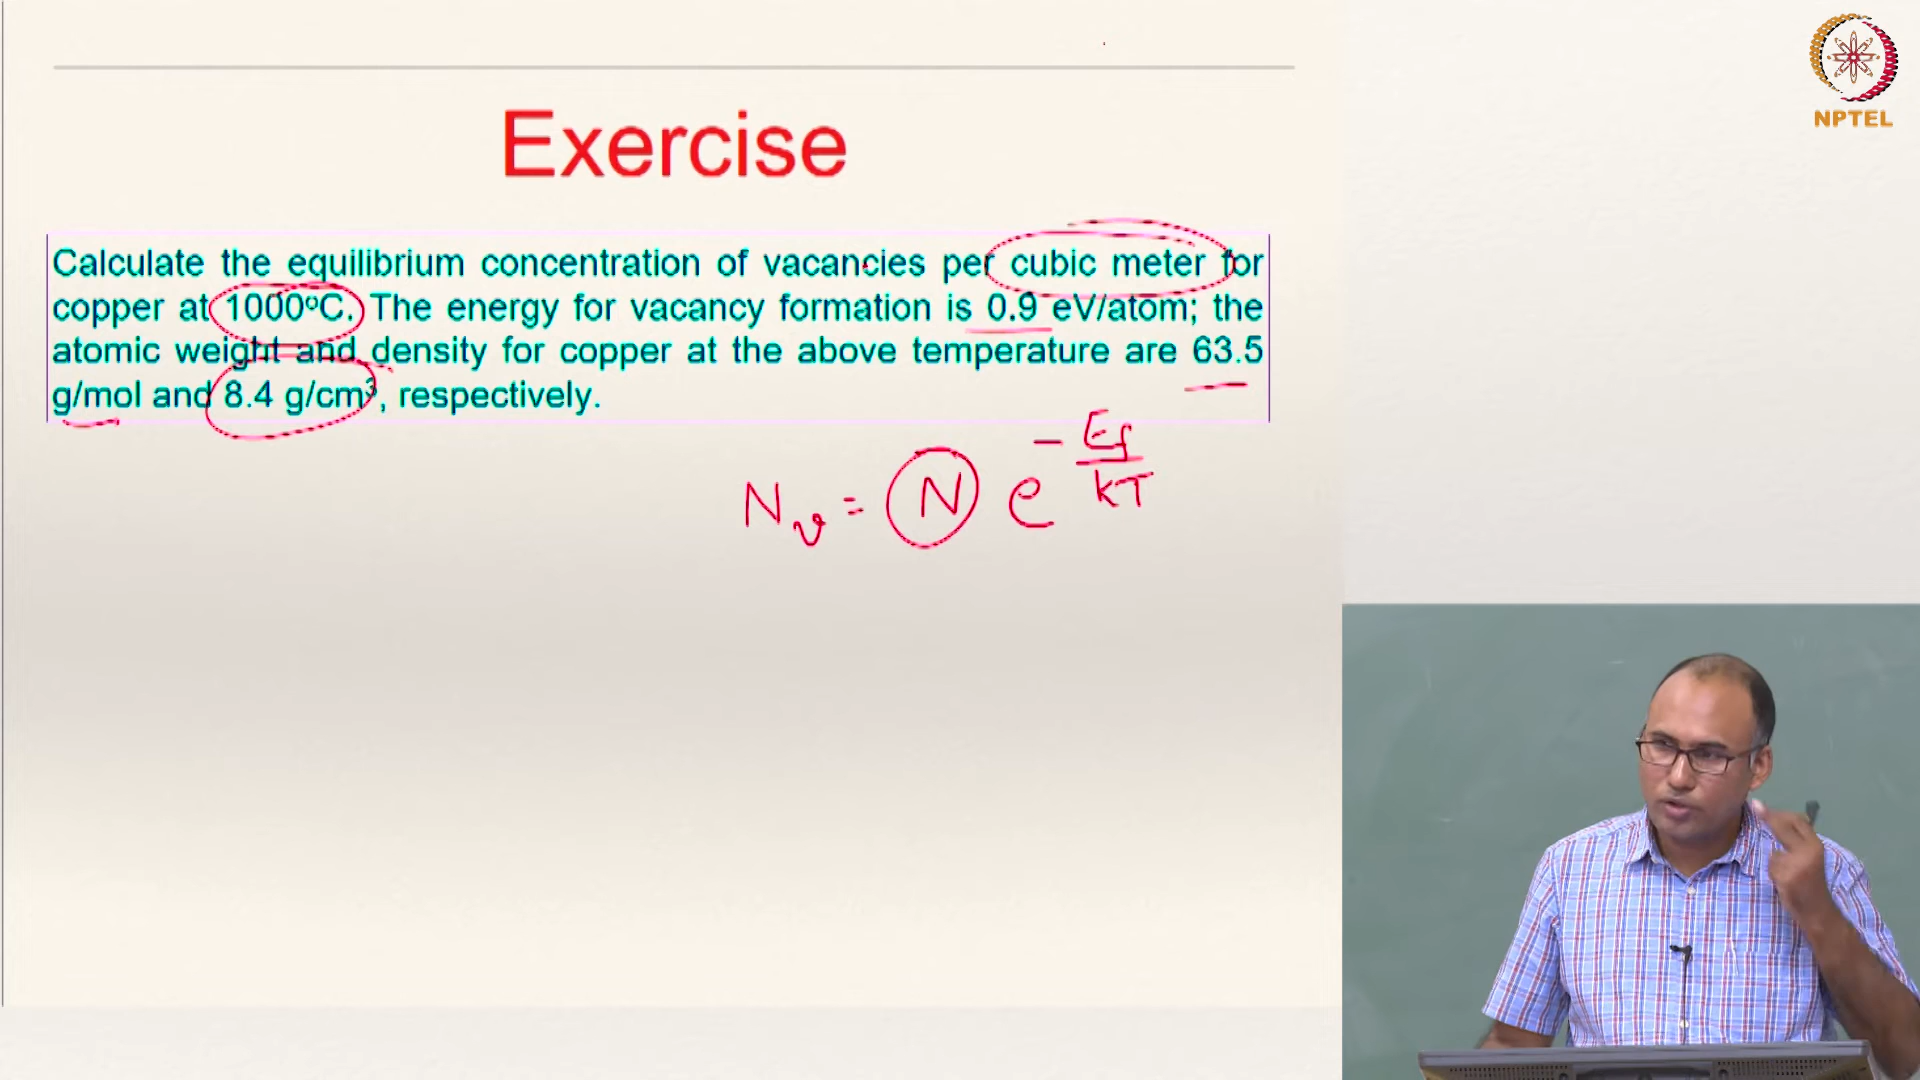 NPTEL
Exercise
Calculate the equilibrium concentration of vacancies per cubic meter for
copper at 1000ºC. The energy for vacancy formation is 0.9 eV/atom; the
atomic weight and density for copper at the above temperature are 63.5
g/mol and 8.4 g/cm³, respectively.
N_v = N e^{-E_f/kT}